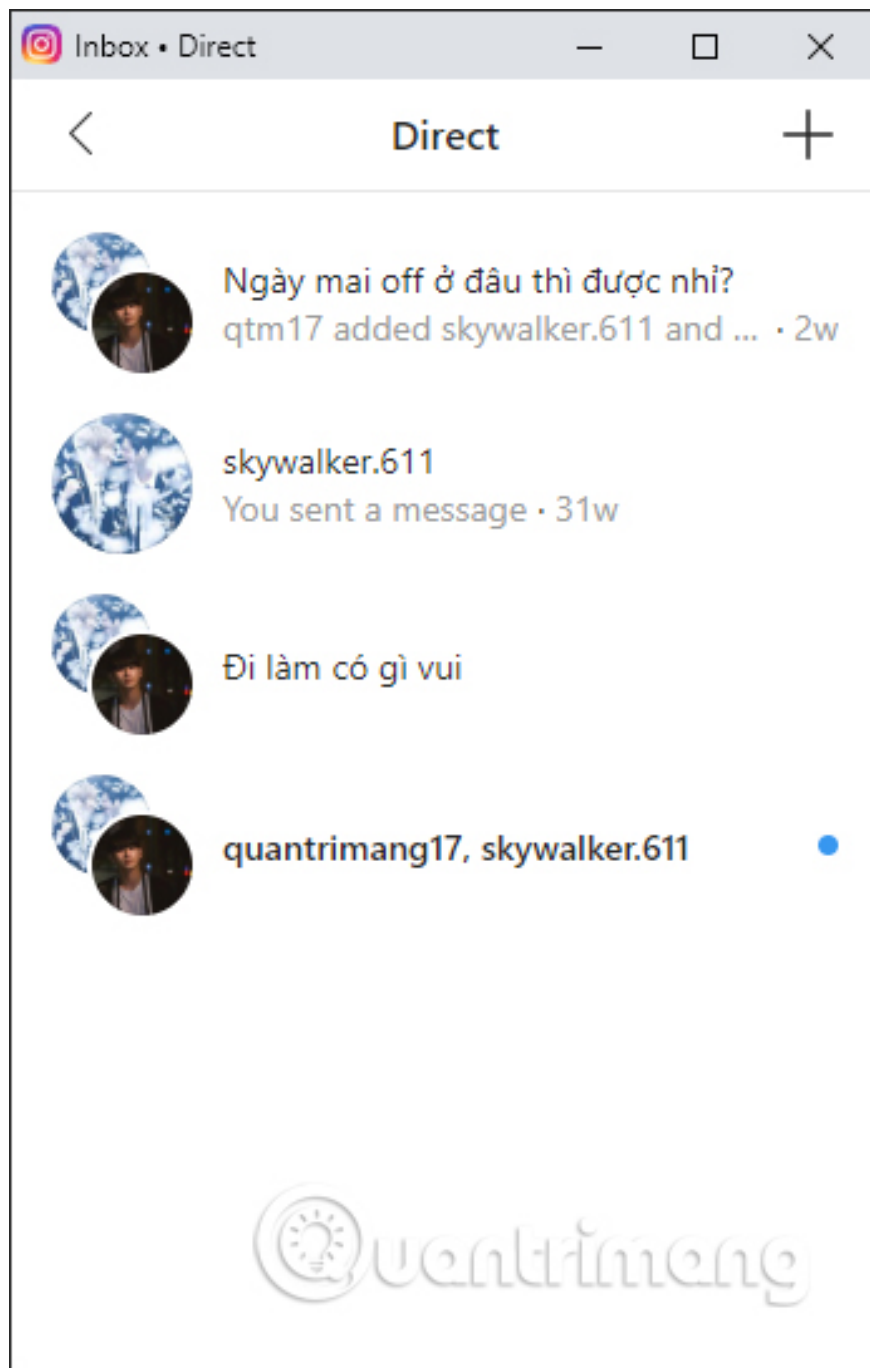 Inbox • Direct
Direct
Ngày mai off ở đâu thì được nhỉ?
qtm17 added skywalker.611 and ... · 2w
skywalker.611
You sent a message · 31w
Đi làm có gì vui
quantrimang17, skywalker.611
Quantrimang